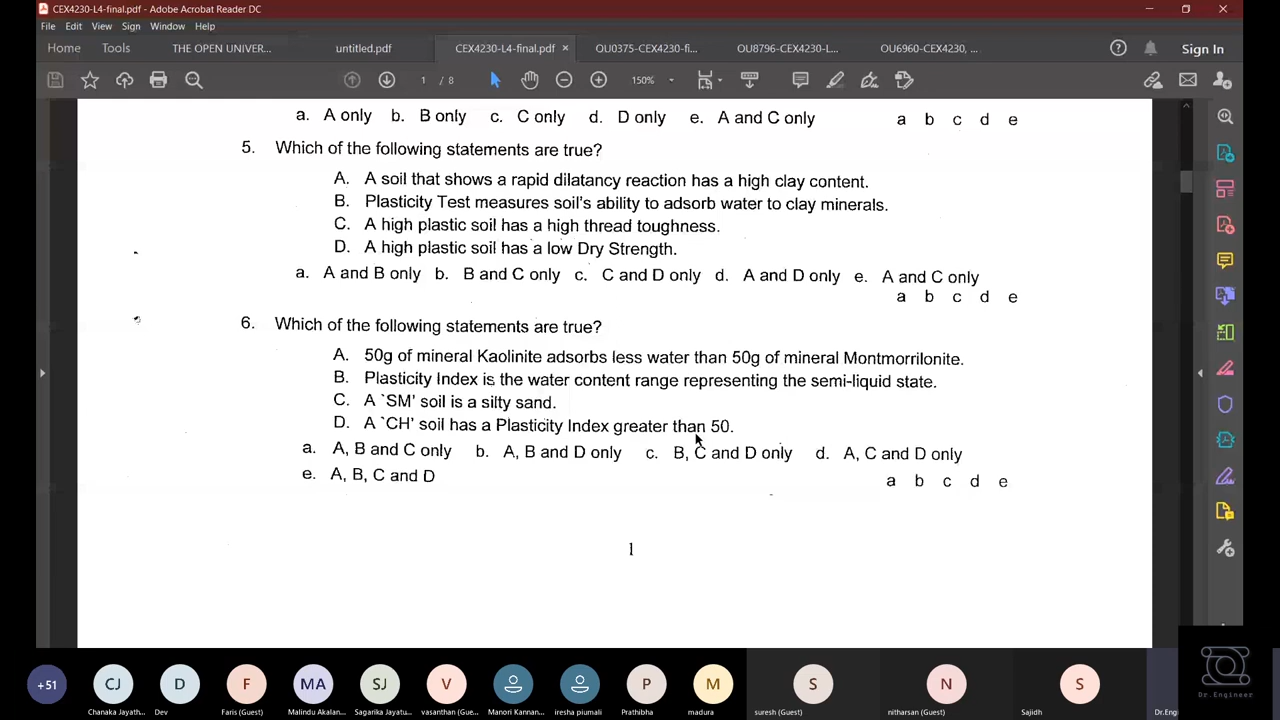 CEX4230-L4-final.pdf - Adobe Acrobat Reader DC
File Edit View Sign Window Help
Home Tools THE OPEN UNIVER... untitled.pdf CEX4230-L4-final.pdf × OU0375-CEX4230-fi... OU8796-CEX4230-L... OU6960-CEX4230, ... Sign In
1 / 8 150%
a. A only b. B only c. C only d. D only e. A and C only a b c d e
5. Which of the following statements are true?
A. A soil that shows a rapid dilatancy reaction has a high clay content.
B. Plasticity Test measures soil's ability to adsorb water to clay minerals.
C. A high plastic soil has a high thread toughness.
D. A high plastic soil has a low Dry Strength.
a. A and B only b. B and C only c. C and D only d. A and D only e. A and C only
a b c d e
6. Which of the following statements are true?
A. 50g of mineral Kaolinite adsorbs less water than 50g of mineral Montmorrilonite.
B. Plasticity Index is the water content range representing the semi-liquid state.
C. A `SM' soil is a silty sand.
D. A `CH' soil has a Plasticity Index greater than 50.
a. A, B and C only b. A, B and D only c. B, C and D only d. A, C and D only
e. A, B, C and D a b c d e
1
+51 CJ D F MA SJ V P M S N S
Chanaka Jayath... Dev Faris (Guest) Malindu Akalan... Sagarika Jayatu... vasanthan (Gue... Manori Kannan... iresha piumali Prathibha madura suresh (Guest) nitharsan (Guest) Sajidh Dr.Eng
Dr.Engineer